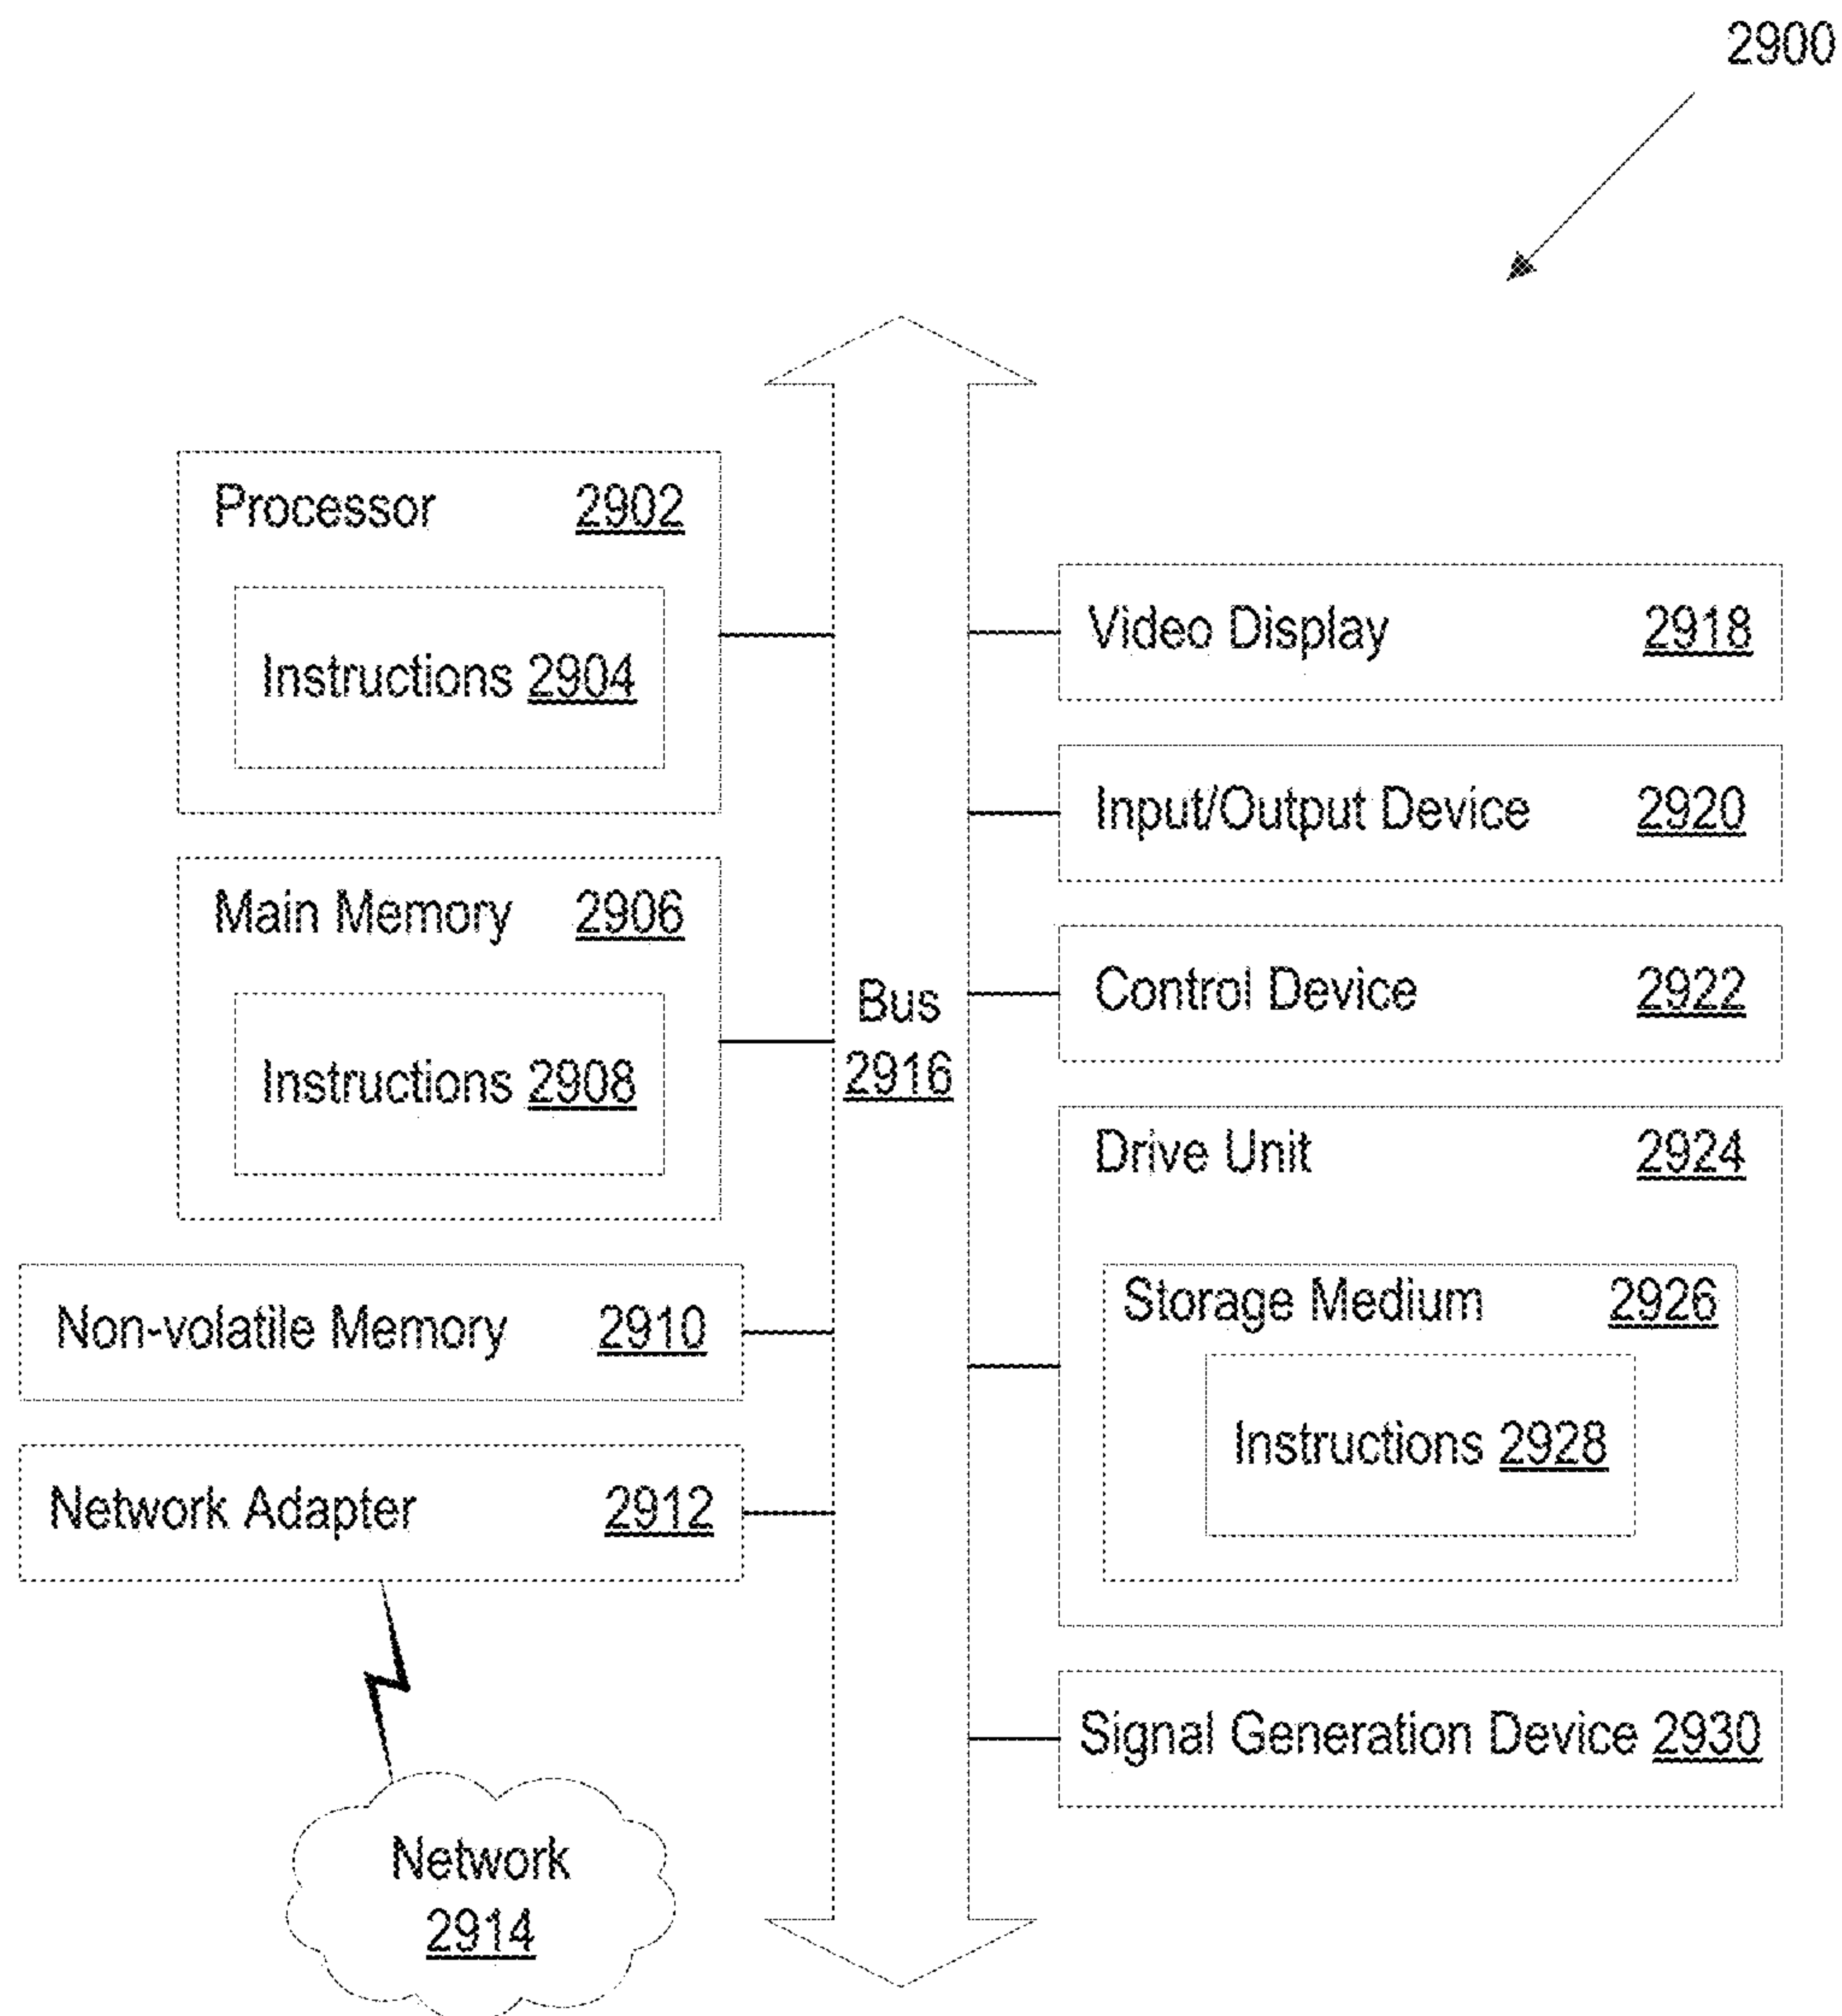 2900
Processor 2902
Instructions 2904
Main Memory 2906
Instructions 2908
Non-volatile Memory 2910
Network Adapter 2912
Network
2914
Bus
2916
Video Display 2918
Input/Output Device 2920
Control Device 2922
Drive Unit 2924
Storage Medium 2926
Instructions 2928
Signal Generation Device 2930